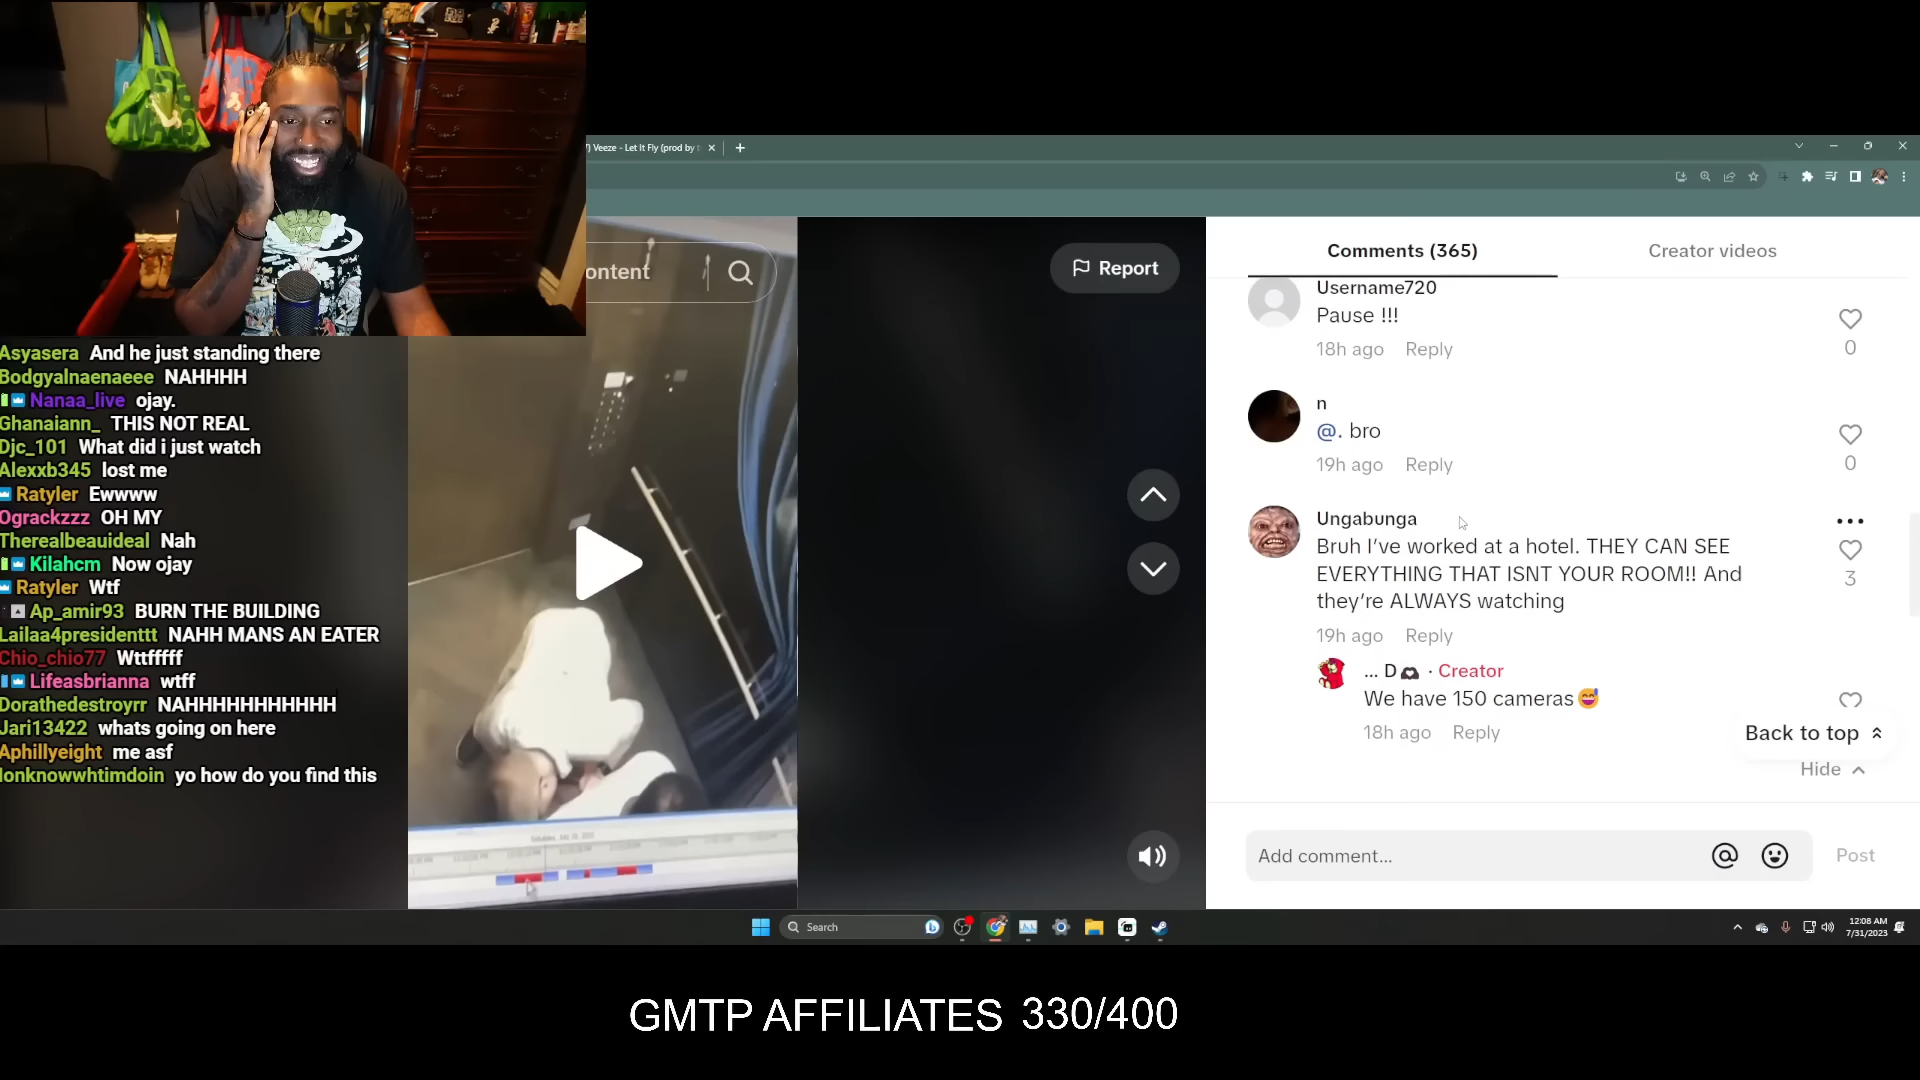 Veeze - Let It Fly (prod by
ontent
Report
Comments (365)
Creator videos
Username720
Pause !!!
0
18h ago Reply
n
@. bro
0
19h ago Reply
Ungabunga
Bruh I've worked at a hotel. THEY CAN SEE
EVERYTHING THAT ISNT YOUR ROOM!! And
they're ALWAYS watching
3
19h ago Reply
... D🫶 · Creator
We have 150 cameras😅
18h ago Reply
Back to top
Hide
Add comment...
Post
Asyasera And he just standing there
Bodgyalnaenaeee NAHHHH
Nanaa_live ojay.
Ghanaiann_ THIS NOT REAL
Djc_101 What did i just watch
Alexxb345 lost me
Ratyler Ewwww
Ograckzzz OH MY
Therealbeauideal Nah
Kilahcm Now ojay
Ratyler Wtf
Ap_amir93 BURN THE BUILDING
Lailaa4presidenttt NAHH MANS AN EATER
Chio_chio77 Wttfffff
Lifeasbrianna wtff
Dorathedestroyrr NAHHHHHHHHHHH
Jari13422 whats going on here
Aphillyeight me asf
Ionknowwhtimdoin yo how do you find this
Search
12:08 AM
7/31/2023
GMTP AFFILIATES 330/400